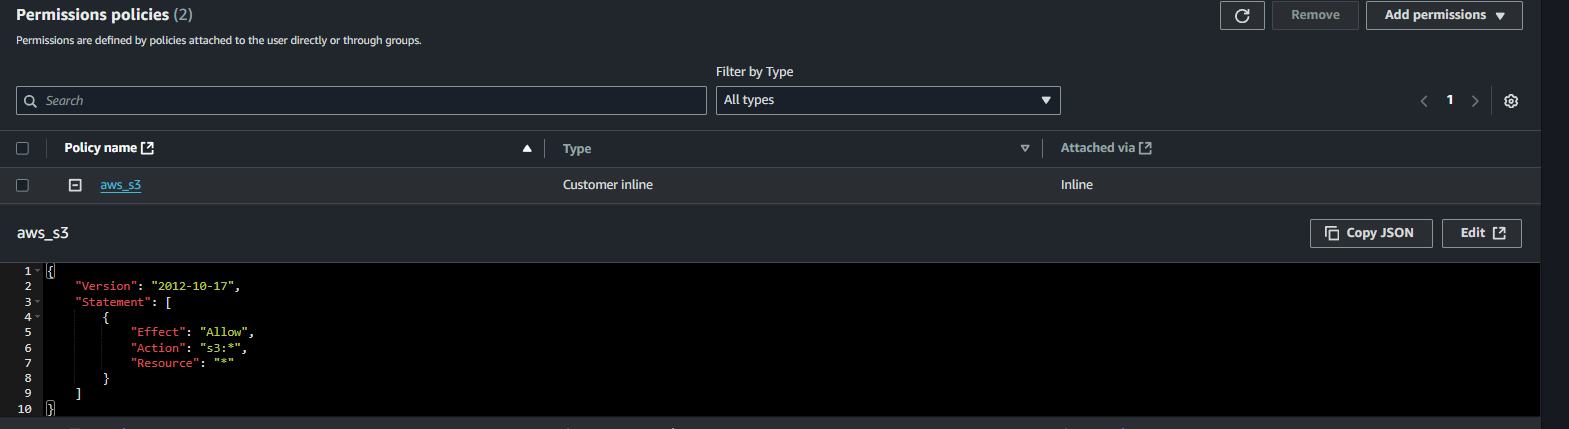 Permissions policies (2)
Remove
Add permissions
Permissions are defined by policies attached to the user directly or through groups.
Filter by Type
Search
All types
1
Policy name
Type
Attached via
aws_s3
Customer inline
Inline
aws_s3
Copy JSON
Edit
1 {
2 "Version": "2012-10-17",
3 "Statement": [
4 {
5 "Effect": "Allow",
6 "Action": "s3:*",
7 "Resource": "*"
8 }
9 ]
10 }